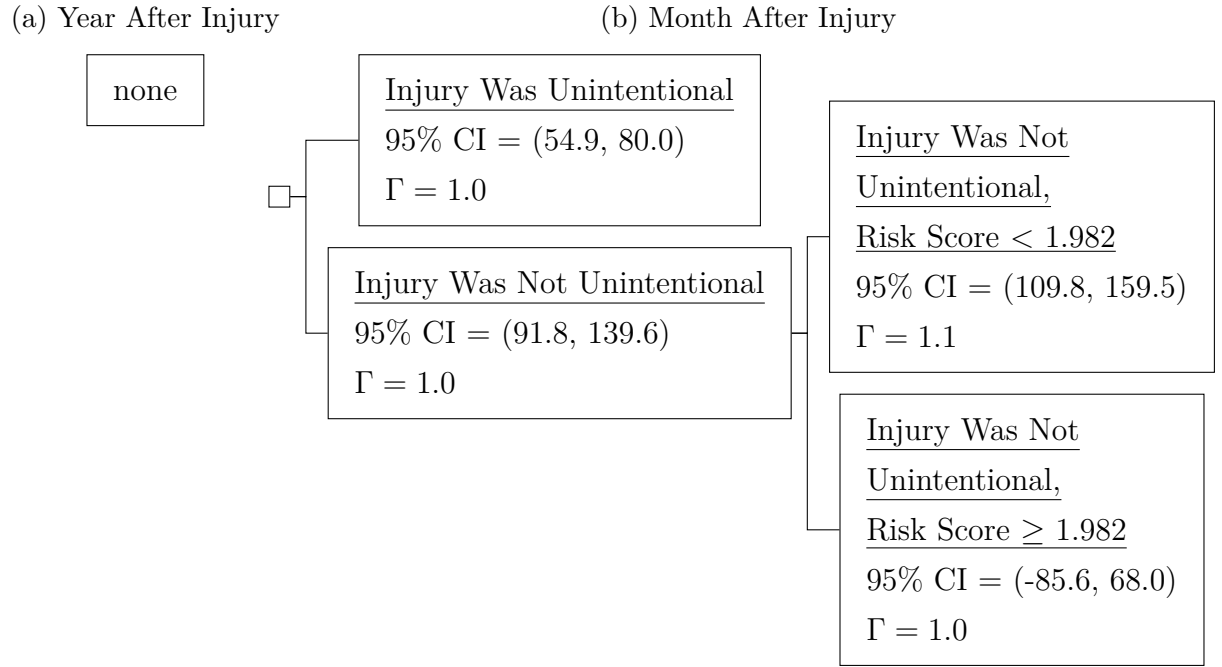 (a) Year After Injury
none
(b) Month After Injury
Injury Was Unintentional
95% CI = (54.9, 80.0)
Γ = 1.0
Injury Was Not Unintentional
95% CI = (91.8, 139.6)
Γ = 1.0
Injury Was Not
Unintentional,
Risk Score < 1.982
95% CI = (109.8, 159.5)
Γ = 1.1
Injury Was Not
Unintentional,
Risk Score ≥ 1.982
95% CI = (-85.6, 68.0)
Γ = 1.0